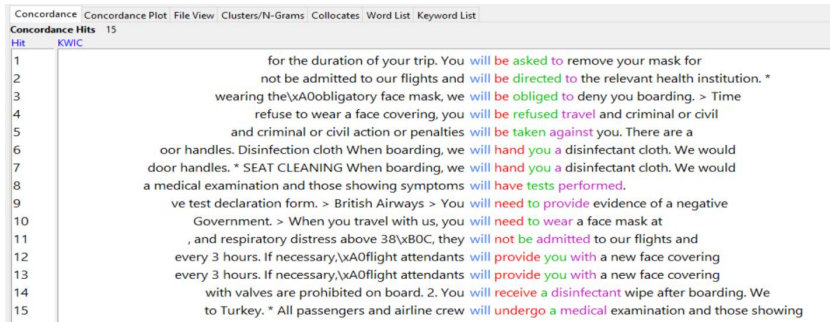 Concordance Concordance Plot File View Clusters/N-Grams Collocates Word List Keyword List
Concordance Hits 15
Hit KWIC
1 for the duration of your trip. You will be asked to remove your mask for
2 not be admitted to our flights and will be directed to the relevant health institution. *
3 wearing the\xA0obligatory face mask, we will be obliged to deny you boarding. > Time
4 refuse to wear a face covering, you will be refused travel and criminal or civil
5 and criminal or civil action or penalties will be taken against you. There are a
6 oor handles. Disinfection cloth When boarding, we will hand you a disinfectant cloth. We would
7 door handles. * SEAT CLEANING When boarding, we will hand you a disinfectant cloth. We would
8 a medical examination and those showing symptoms will have tests performed.
9 ve test declaration form. > British Airways > You will need to provide evidence of a negative
10 Government. > When you travel with us, you will need to wear a face mask at
11 , and respiratory distress above 38\xB0C, they will not be admitted to our flights and
12 every 3 hours. If necessary,\xA0flight attendants will provide you with a new face covering
13 every 3 hours. If necessary,\xA0flight attendants will provide you with a new face covering
14 with valves are prohibited on board. 2. You will receive a disinfectant wipe after boarding. We
15 to Turkey. * All passengers and airline crew will undergo a medical examination and those showing